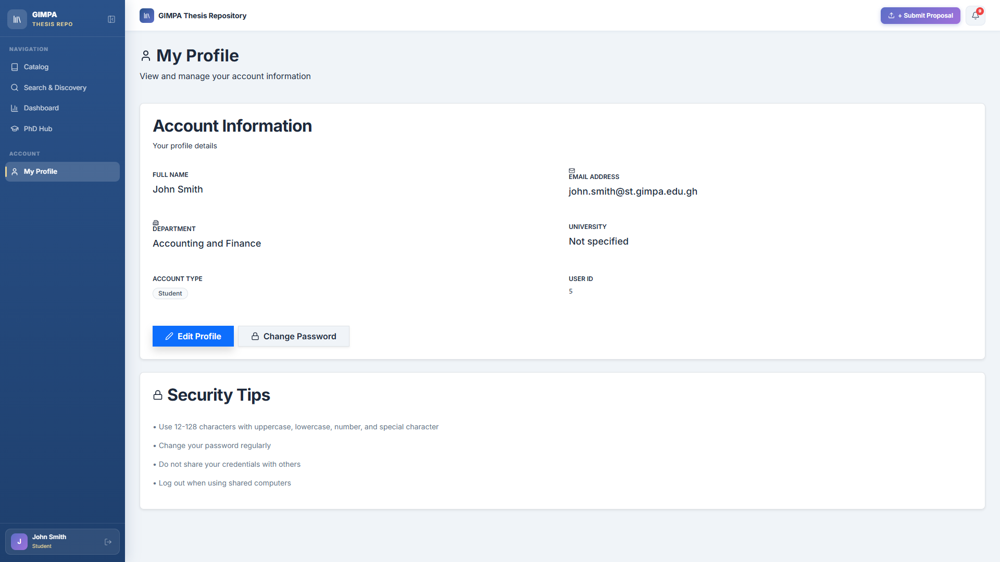 GIMPA
THESIS REPO
NAVIGATION
Catalog
Search & Discovery
Dashboard
PhD Hub
ACCOUNT
My Profile
John Smith
J
Student
GIMPA Thesis Repository
+ Submit Proposal
9
My Profile
View and manage your account information
Account Information
Your profile details
FULL NAME
John Smith
EMAIL ADDRESS
john.smith@st.gimpa.edu.gh
DEPARTMENT
Accounting and Finance
UNIVERSITY
Not specified
ACCOUNT TYPE
Student
USER ID
5
Edit Profile
Change Password
Security Tips
• Use 12-128 characters with uppercase, lowercase, number, and special character
• Change your password regularly
• Do not share your credentials with others
• Log out when using shared computers